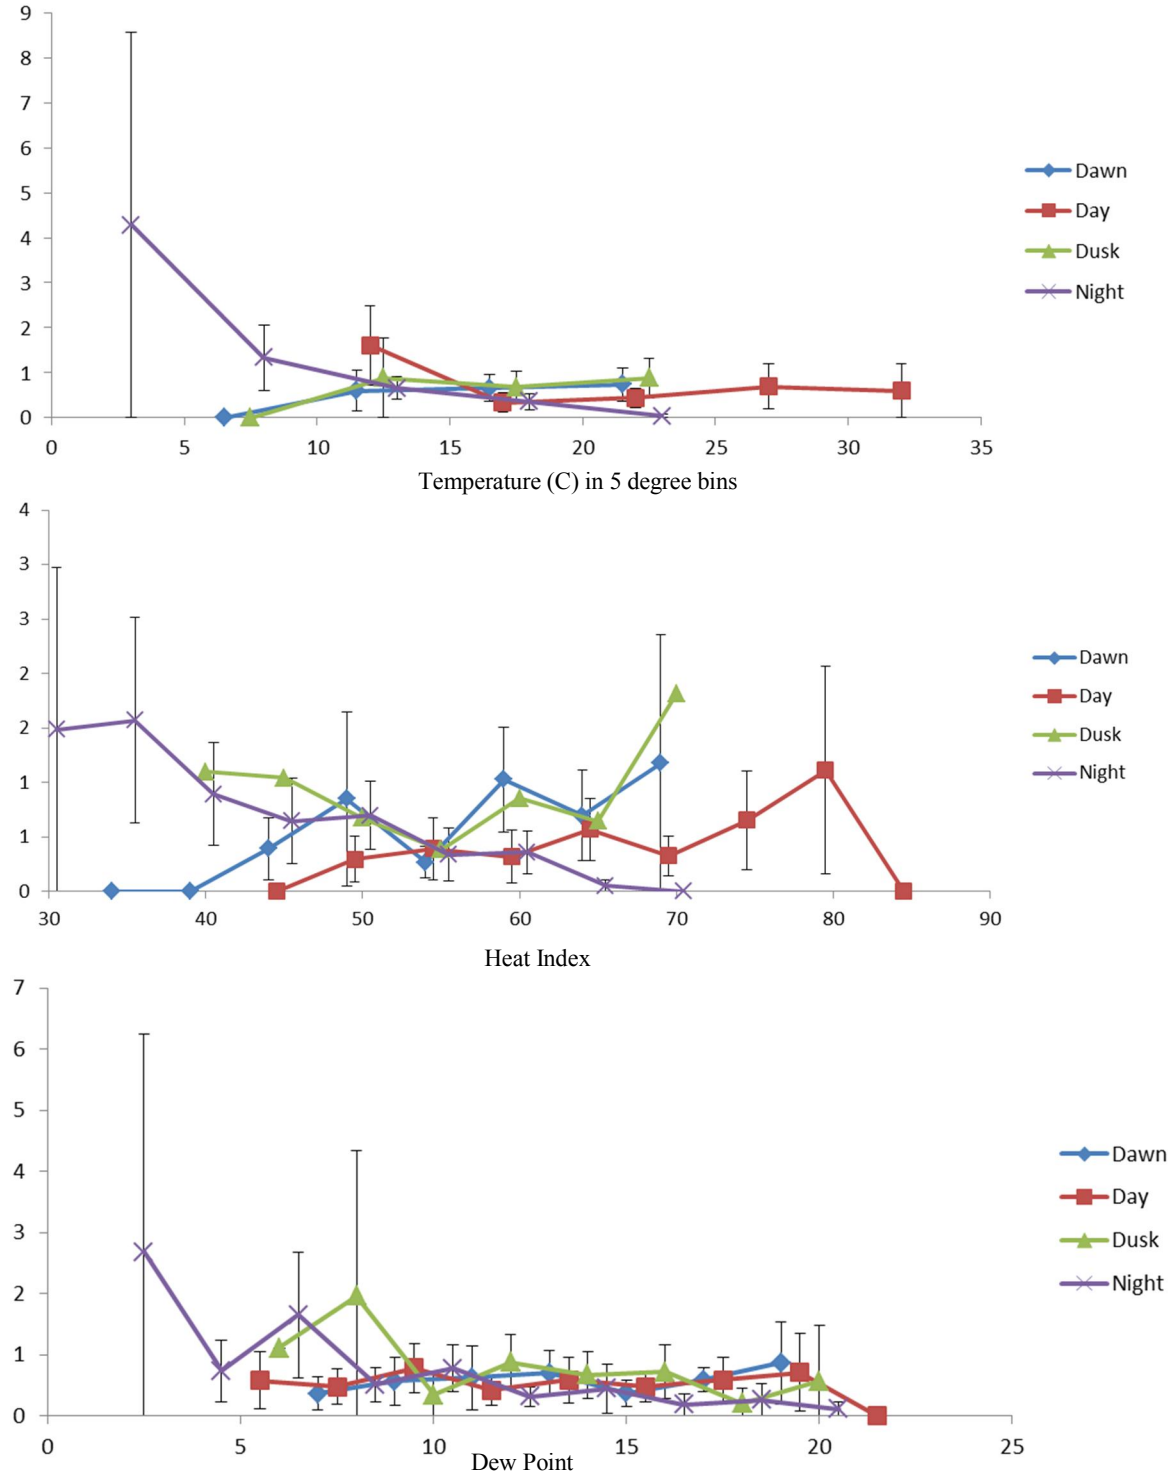 9
8
7
6
5
4
3
2
1
0
0 5 10 15 20 25 30 35
Temperature (C) in 5 degree bins
Dawn
Day
Dusk
Night
4
3
3
2
2
1
1
0
30 40 50 60 70 80 90
Heat Index
Dawn
Day
Dusk
Night
7
6
5
4
3
2
1
0
0 5 10 15 20 25
Dew Point
Dawn
Day
Dusk
Night